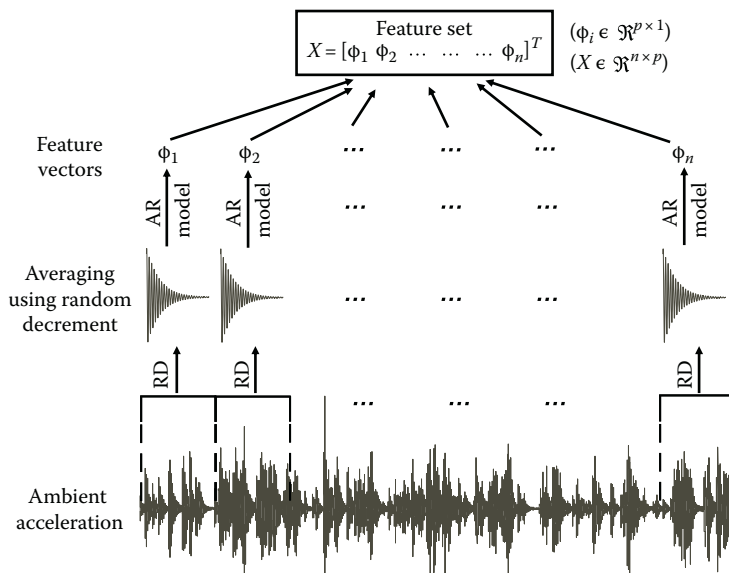 Feature set
X = [ϕ₁ ϕ₂ … … … ϕₙ]ᵀ
(ϕᵢ ϵ ℜᵖ ˣ ¹)
(X ϵ ℜⁿ ˣ ᵖ)
Feature
vectors
ϕ₁ ϕ₂ ... ... ... ϕₙ
AR
model
AR
model
... ... ...
AR
model
Averaging
using random
decrement
... ... ...
RD
RD
... ... ...
RD
Ambient
acceleration